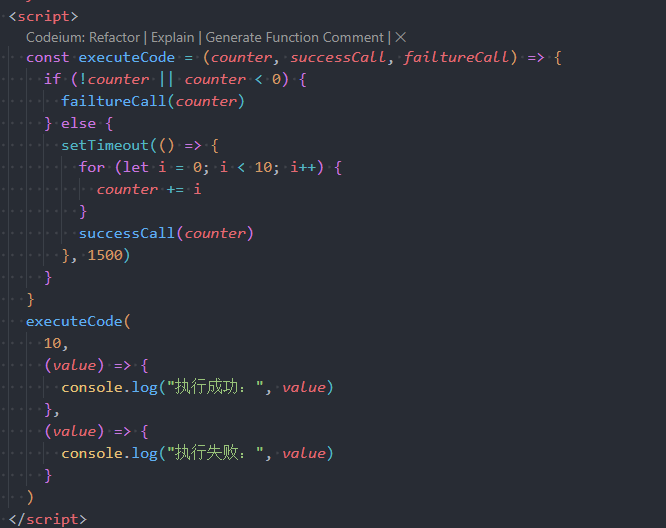 <script>
Codeium: Refactor | Explain | Generate Function Comment | ×
const executeCode = (counter, successCall, failtureCall) => {
if (!counter || counter < 0) {
failtureCall(counter)
} else {
setTimeout(() => {
for (let i = 0; i < 10; i++) {
counter += i
}
successCall(counter)
}, 1500)
}
}
executeCode(
10,
(value) => {
console.log("执行成功：", value)
},
(value) => {
console.log("执行失败：", value)
}
)
</script>